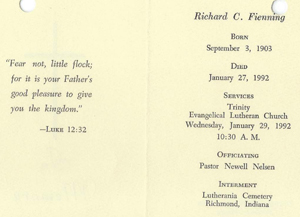 "Fear not, little flock;
for it is your Father's
good pleasure to give
you the kingdom."
—LUKE 12:32
Richard C. Fienning
BORN
September 3, 1903
DIED
January 27, 1992
SERVICES
Trinity
Evangelical Lutheran Church
Wednesday, January 29, 1992
10:30 A. M.
OFFICIATING
Pastor Newell Nelsen
INTERMENT
Lutherania Cemetery
Richmond, Indiana